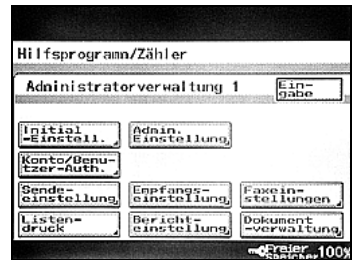 Hilfsprogramm/Zähler
Administratorverwaltung 1
Ein-
gabe
Initial
-Einstell.
Admin.
Einstellung
Konto/Benu-
tzer-Auth.
Sende-
einstellung
Empfangs-
einstellung
Faxein-
stellungen
Listen-
druck
Bericht-
einstellung
Dokument
-verwaltung
Freier
Speicher 100%